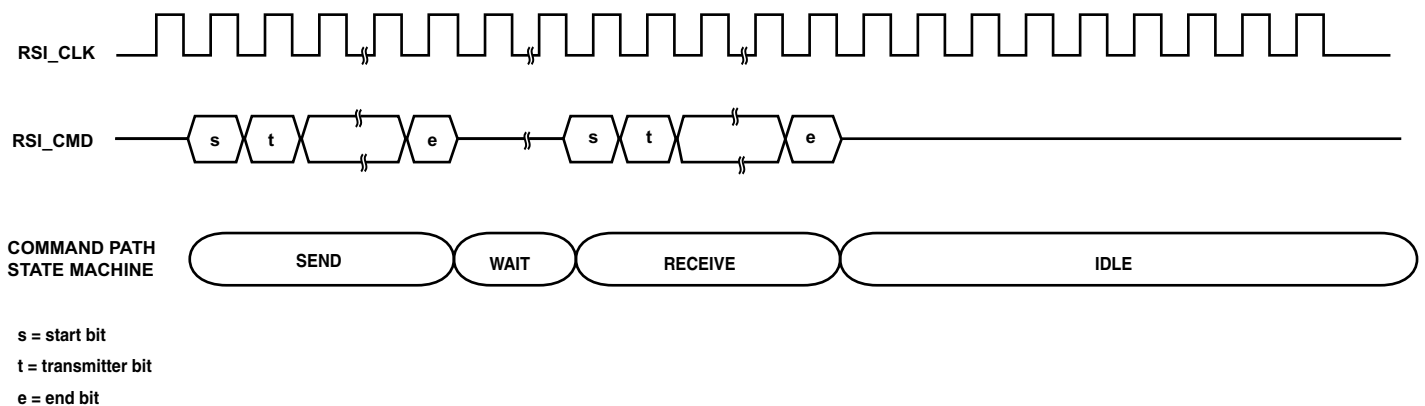 RSI_CLK
RSI_CMD
s t e s t e
COMMAND PATH
STATE MACHINE
SEND WAIT RECEIVE IDLE
s = start bit
t = transmitter bit
e = end bit